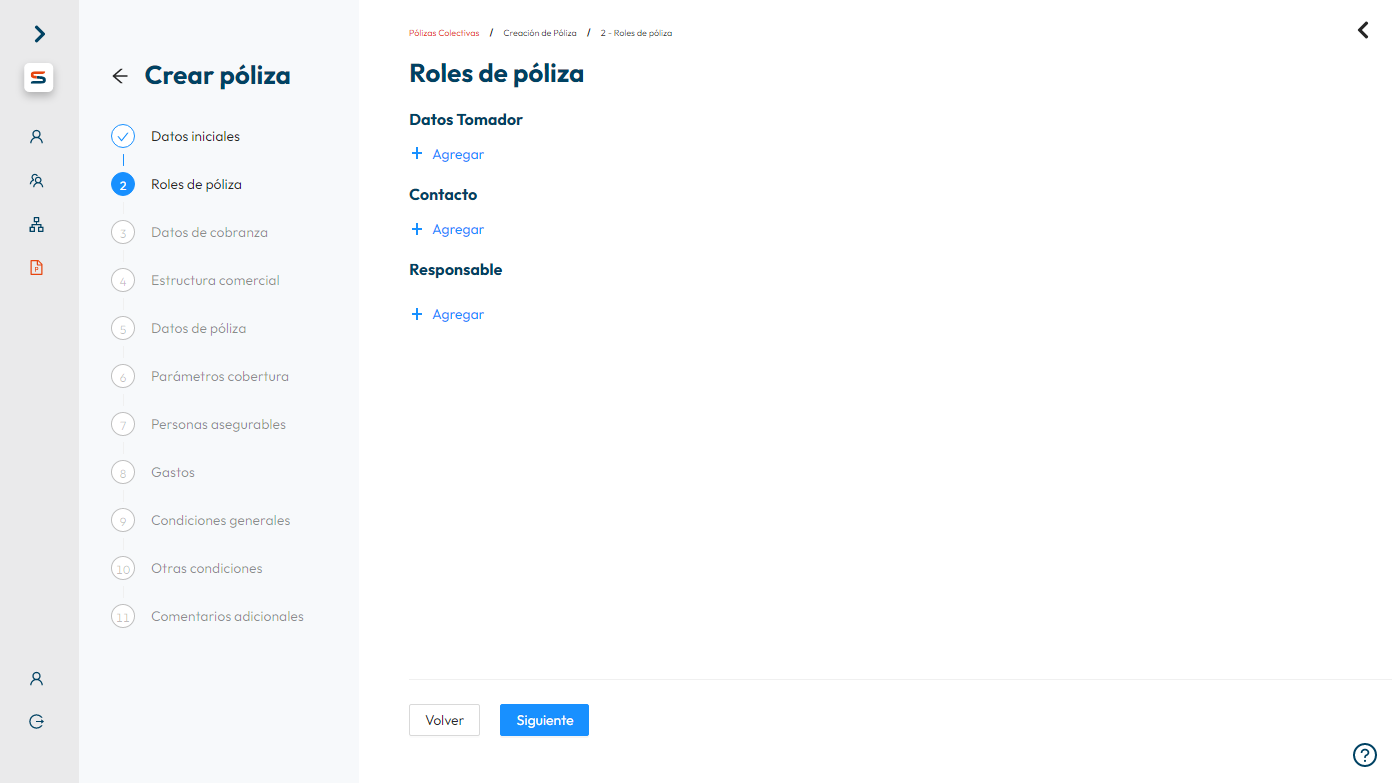 Crear póliza
Datos iniciales
2 Roles de póliza
3 Datos de cobranza
4 Estructura comercial
5 Datos de póliza
6 Parámetros cobertura
7 Personas asegurables
8 Gastos
9 Condiciones generales
10 Otras condiciones
11 Comentarios adicionales
Pólizas Colectivas / Creación de Póliza / 2 - Roles de póliza
Roles de póliza
Datos Tomador
+ Agregar
Contacto
+ Agregar
Responsable
+ Agregar
Volver Siguiente